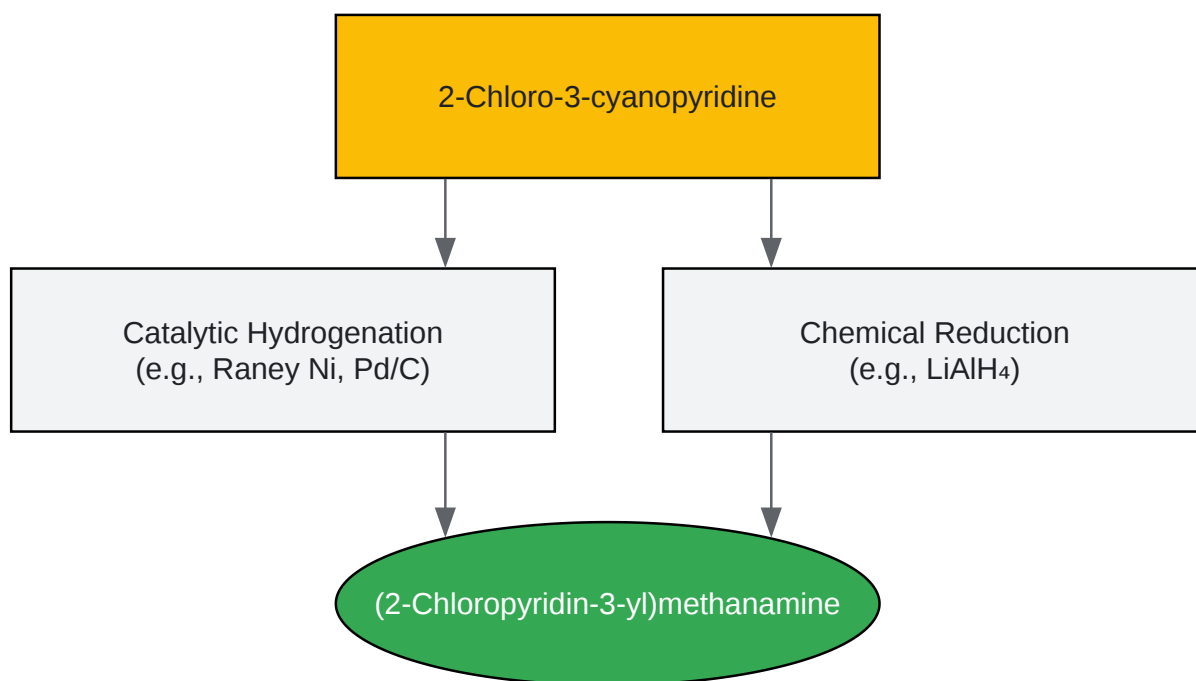 2-Chloro-3-cyanopyridine
Catalytic Hydrogenation
(e.g., Raney Ni, Pd/C)
Chemical Reduction
(e.g., LiAlH₄)
(2-Chloropyridin-3-yl)methanamine